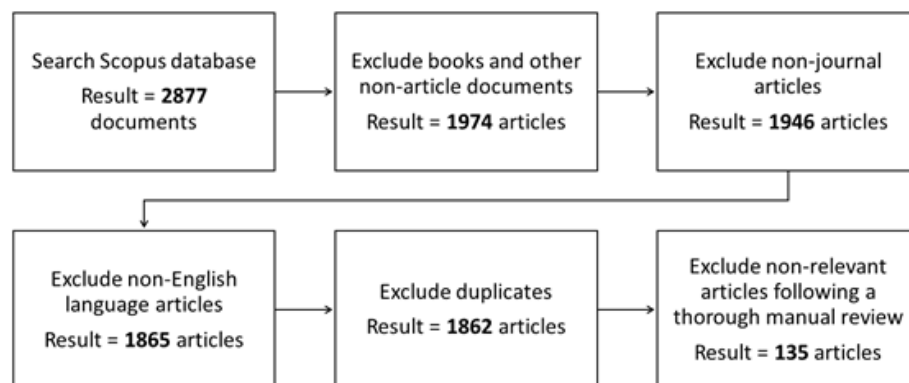 Search Scopus database
Result = 2877
documents
Exclude books and other
non-article documents
Result = 1974 articles
Exclude non-journal
articles
Result = 1946 articles
Exclude non-English
language articles
Result = 1865 articles
Exclude duplicates
Result = 1862 articles
Exclude non-relevant
articles following a
thorough manual review
Result = 135 articles